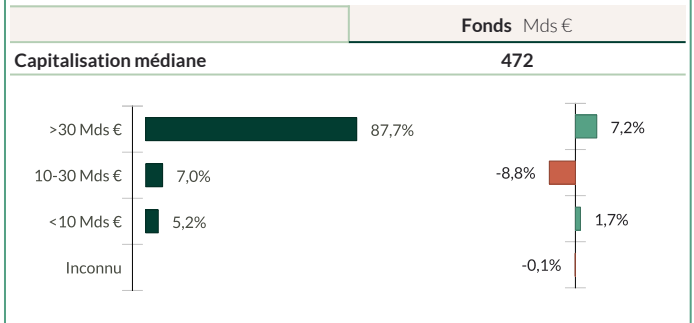 Fonds Mds €
Capitalisation médiane 472
>30 Mds € 87,7% 7,2%
10-30 Mds € 7,0% -8,8%
<10 Mds € 5,2% 1,7%
Inconnu -0,1%